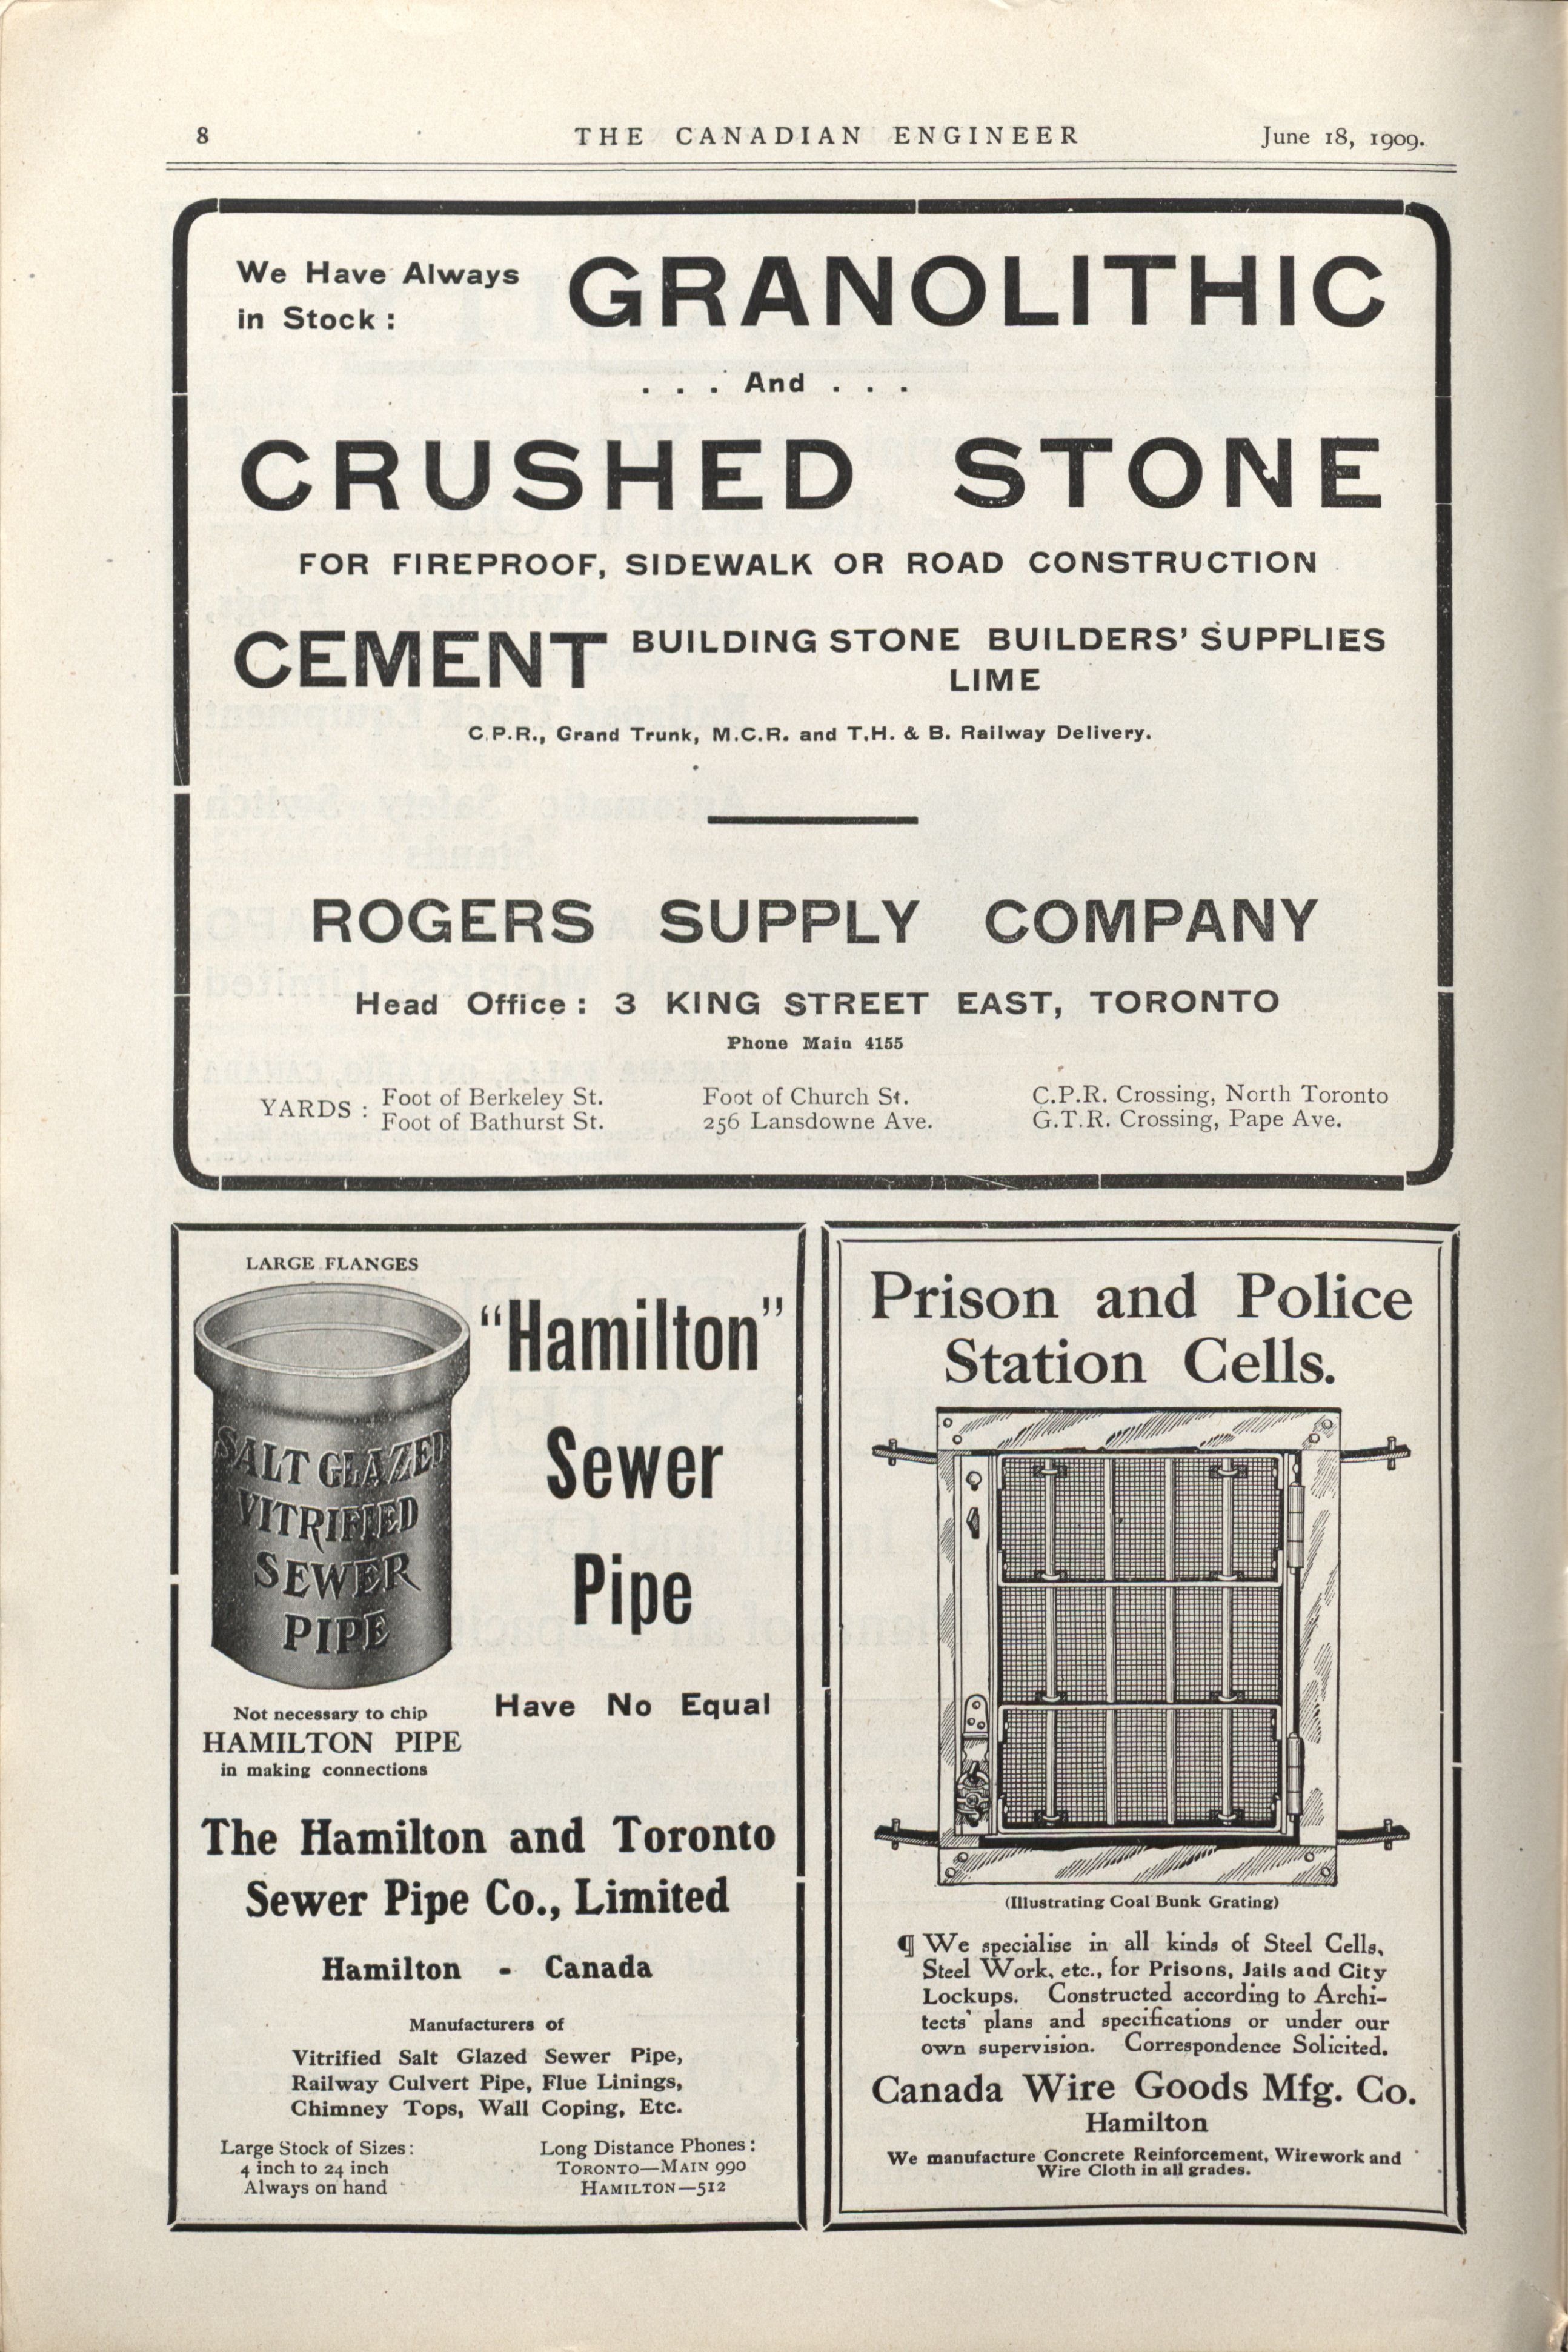 8 THE CANADIAN ENGINEER June 18, 1909.
We Have Always
in Stock :
GRANOLITHIC
. . . And . . .
CRUSHED STONE
FOR FIREPROOF, SIDEWALK OR ROAD CONSTRUCTION
CEMENT BUILDING STONE BUILDERS' SUPPLIES
LIME
C.P.R., Grand Trunk, M.C.R. and T.H. & B. Railway Delivery.
ROGERS SUPPLY COMPANY
Head Office : 3 KING STREET EAST, TORONTO
Phone Main 4155
YARDS : Foot of Berkeley St. Foot of Church St. C.P.R. Crossing, North Toronto
Foot of Bathurst St. 256 Lansdowne Ave. G.T.R. Crossing, Pape Ave.
LARGE FLANGES
SALT GLAZED
VITRIFIED
SEWER
PIPE
"Hamilton"
Sewer
Pipe
Have No Equal
Not necessary to chip
HAMILTON PIPE
in making connections
The Hamilton and Toronto
Sewer Pipe Co., Limited
Hamilton - Canada
Manufacturers of
Vitrified Salt Glazed Sewer Pipe,
Railway Culvert Pipe, Flue Linings,
Chimney Tops, Wall Coping, Etc.
Large Stock of Sizes :
4 inch to 24 inch
Always on hand
Long Distance Phones :
TORONTO—MAIN 990
HAMILTON—512
Prison and Police
Station Cells.
(Illustrating Coal Bunk Grating)
¶ We specialise in all kinds of Steel Cells,
Steel Work, etc., for Prisons, Jails and City
Lockups. Constructed according to Archi-
tects' plans and specifications or under our
own supervision. Correspondence Solicited.
Canada Wire Goods Mfg. Co.
Hamilton
We manufacture Concrete Reinforcement, Wirework and
Wire Cloth in all grades.